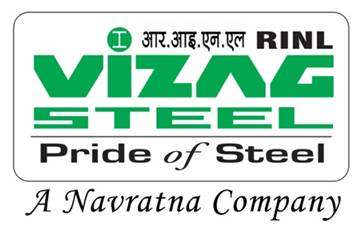 आर.आइ.एन.एल RINL
VIZAG
STEEL
Pride of Steel
A Navratna Company